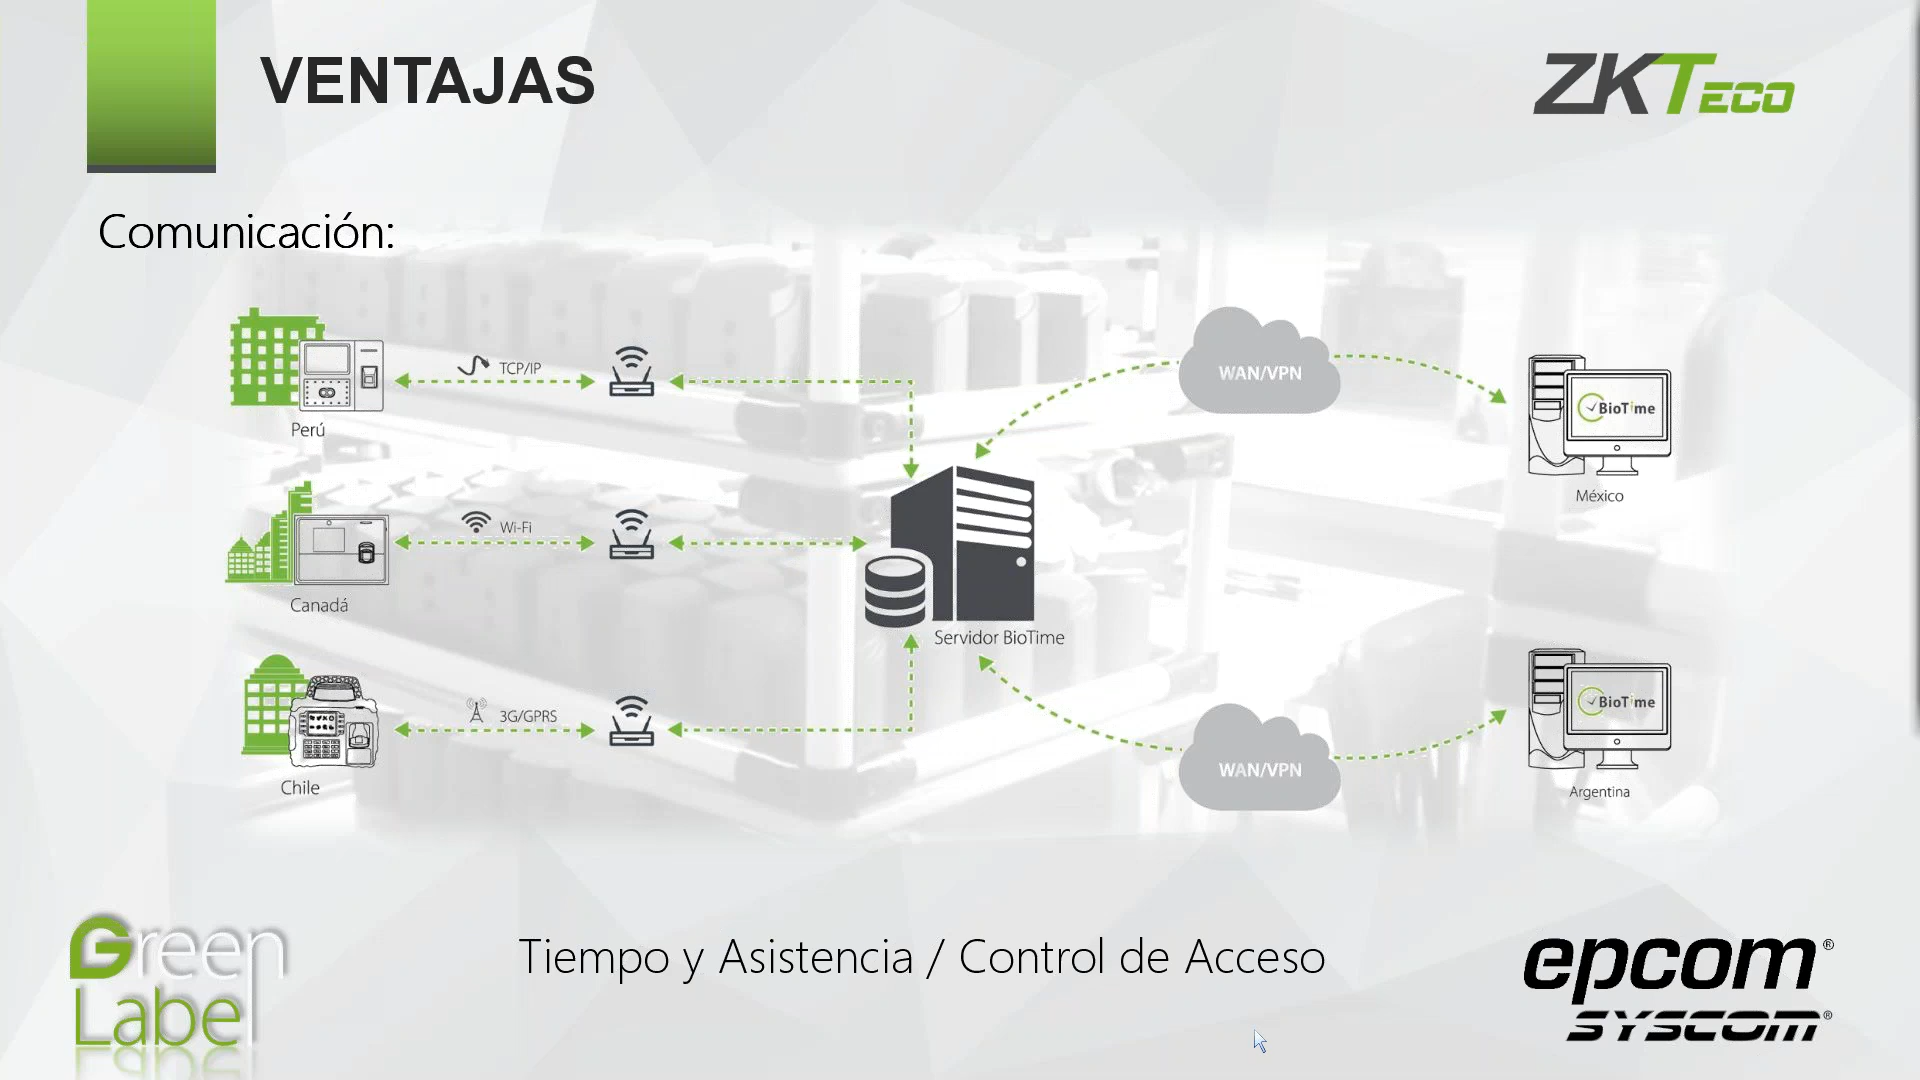 VENTAJAS
ZKTECO
Comunicación:
TCP/IP
Perú
WAN/VPN
BioTime
México
Wi-Fi
Canadá
Servidor BioTime
3G/GPRS
Chile
WAN/VPN
BioTime
Argentina
Green
Label
Tiempo y Asistencia / Control de Acceso
epcom®
SYSCOM®